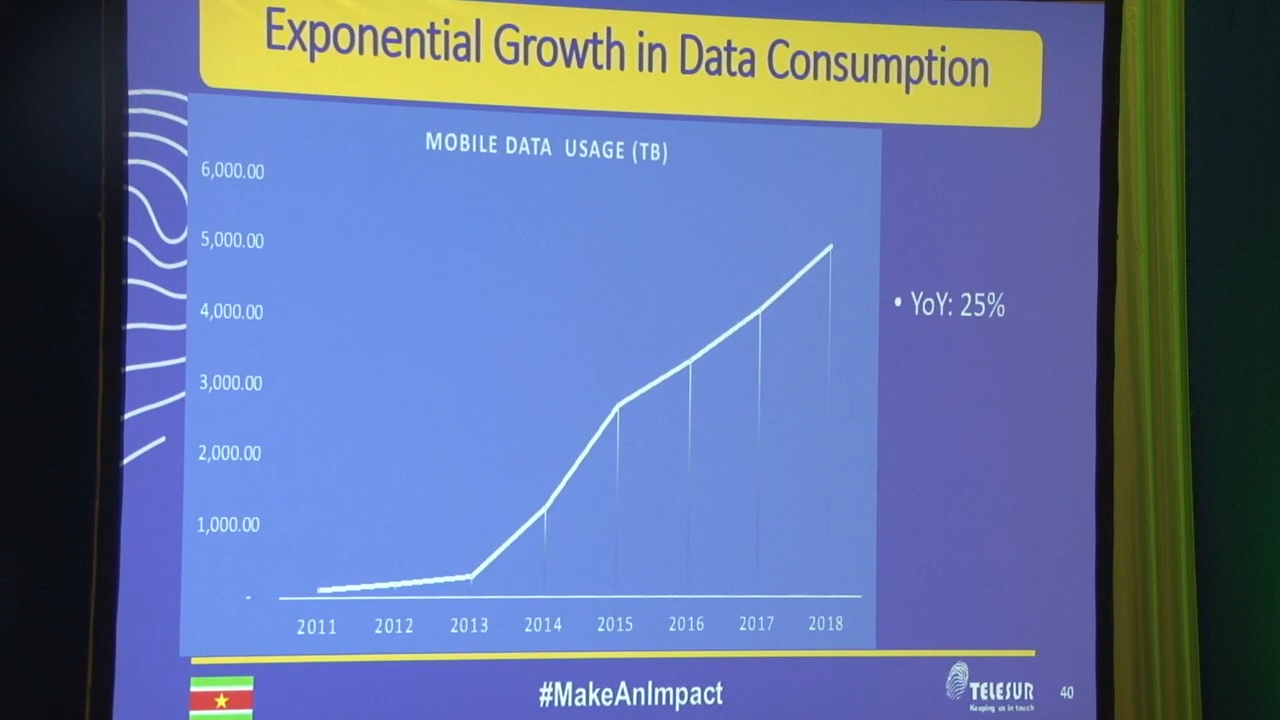 Exponential Growth in Data Consumption
MOBILE DATA USAGE (TB)
6,000.00
5,000.00
4,000.00
3,000.00
2,000.00
1,000.00
-
2011 2012 2013 2014 2015 2016 2017 2018
• YoY: 25%
#MakeAnImpact
TELESUR
Keeping us in touch
40